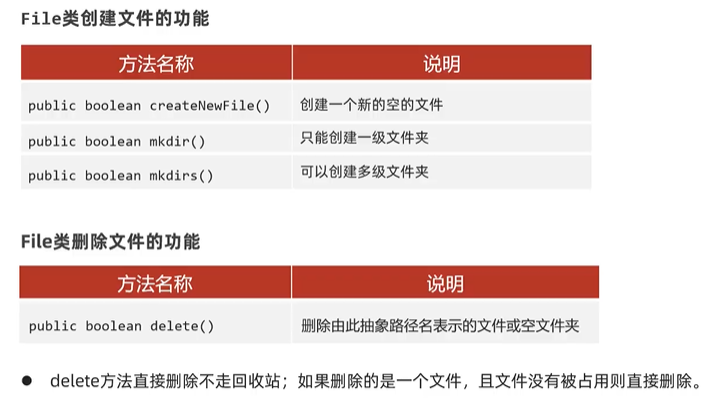 File类创建文件的功能
方法名称 说明
public boolean createNewFile() 创建一个新的空的文件
public boolean mkdir() 只能创建一级文件夹
public boolean mkdirs() 可以创建多级文件夹
File类删除文件的功能
方法名称 说明
public boolean delete() 删除由此抽象路径名表示的文件或空文件夹
● delete方法直接删除不走回收站；如果删除的是一个文件，且文件没有被占用则直接删除。